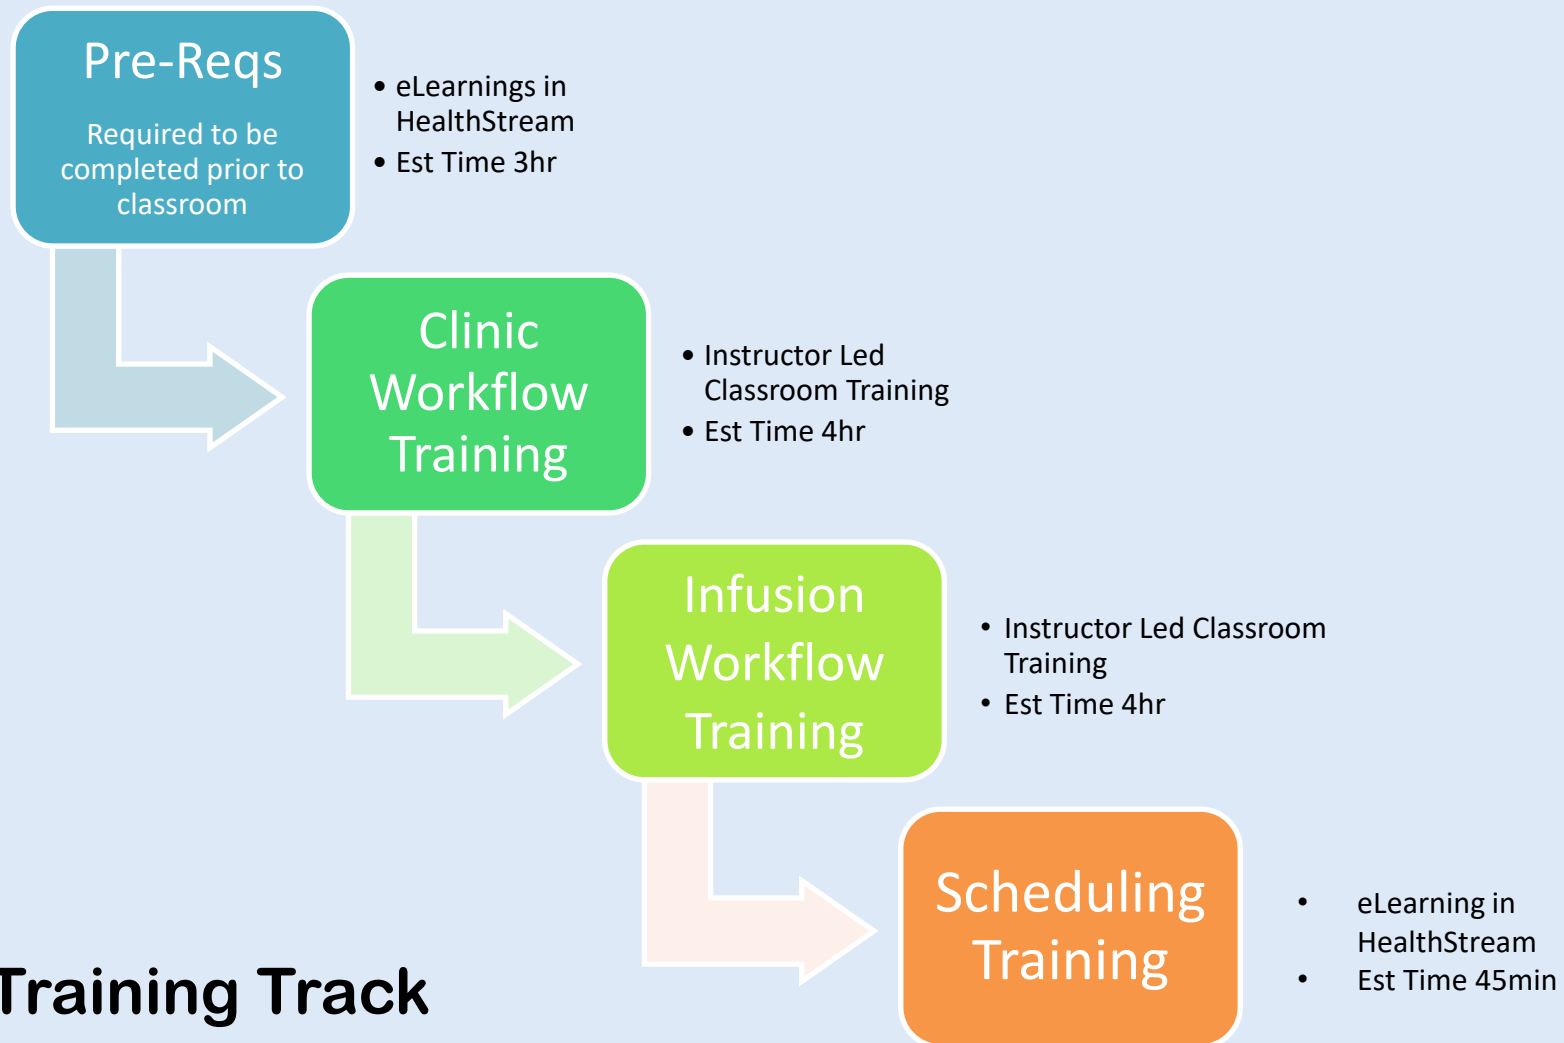 Pre-Reqs
Required to be
completed prior to
classroom
• eLearnings in
HealthStream
• Est Time 3hr
Clinic
Workflow
Training
• Instructor Led
Classroom Training
• Est Time 4hr
Infusion
Workflow
Training
• Instructor Led Classroom
Training
• Est Time 4hr
Scheduling
Training
• eLearning in
HealthStream
• Est Time 45min
Training Track